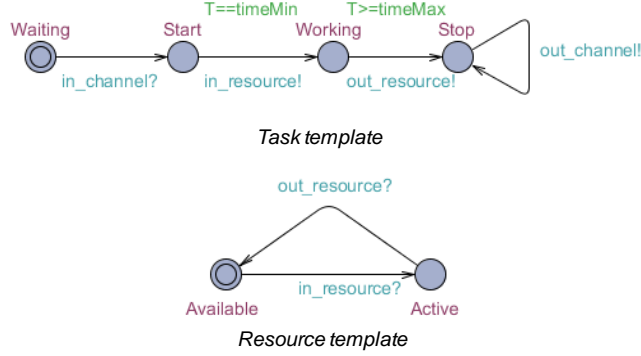 T==timeMin T>=timeMax
Waiting Start Working Stop
out_channel!
in_channel? in_resource! out_resource!
Task template
out_resource?
in_resource?
Available Active
Resource template